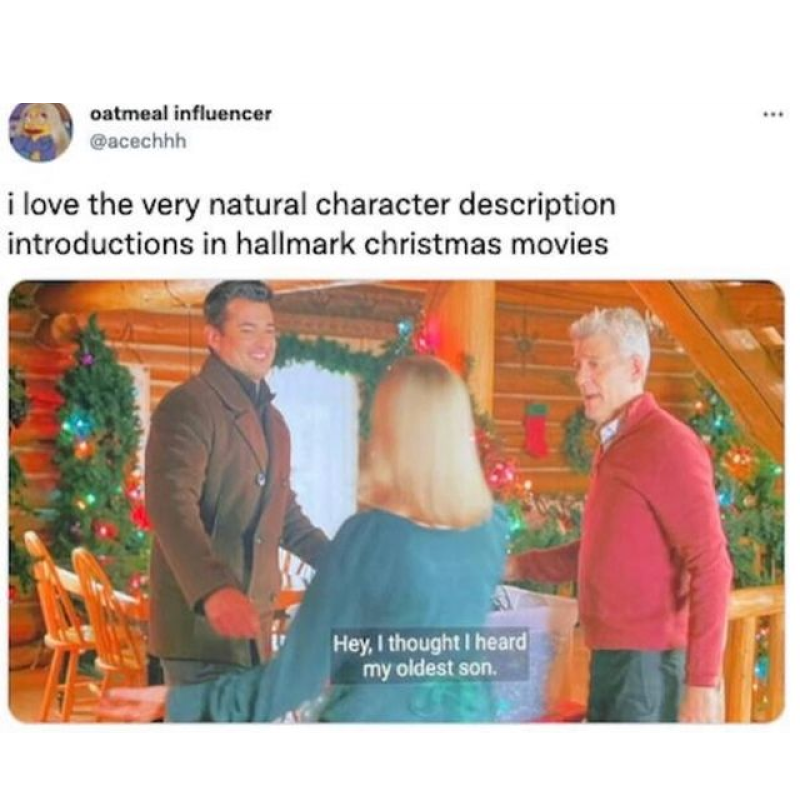 oatmeal influencer
@acechhh
i love the very natural character description
introductions in hallmark christmas movies
Hey, I thought I heard
my oldest son.